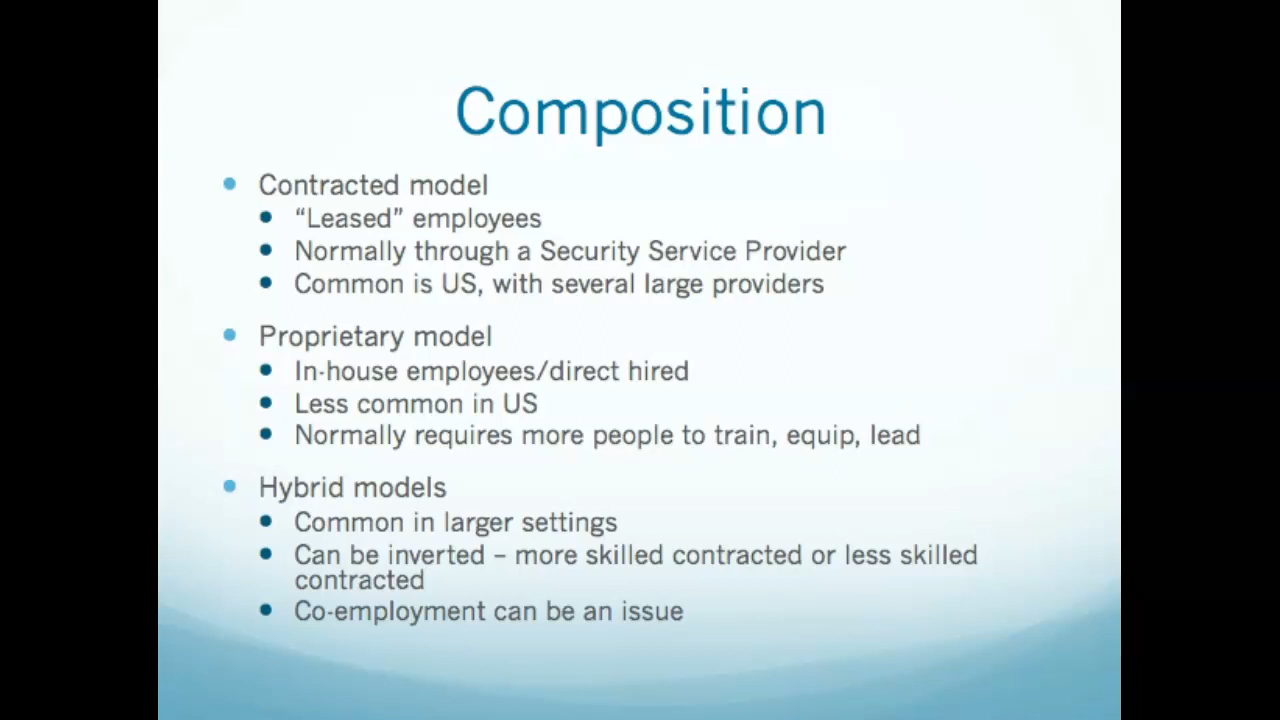 Composition
Contracted model
“Leased” employees
Normally through a Security Service Provider
Common is US, with several large providers
Proprietary model
In-house employees/direct hired
Less common in US
Normally requires more people to train, equip, lead
Hybrid models
Common in larger settings
Can be inverted – more skilled contracted or less skilled
contracted
Co-employment can be an issue